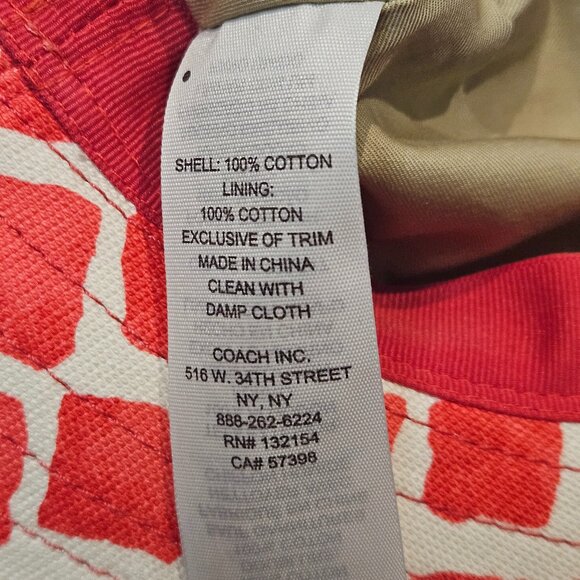 SHELL: 100% COTTON
LINING:
100% COTTON
EXCLUSIVE OF TRIM
MADE IN CHINA
CLEAN WITH
DAMP CLOTH
COACH INC.
516 W. 34TH STREET
NY, NY
888-262-6224
RN# 132154
CA# 57398